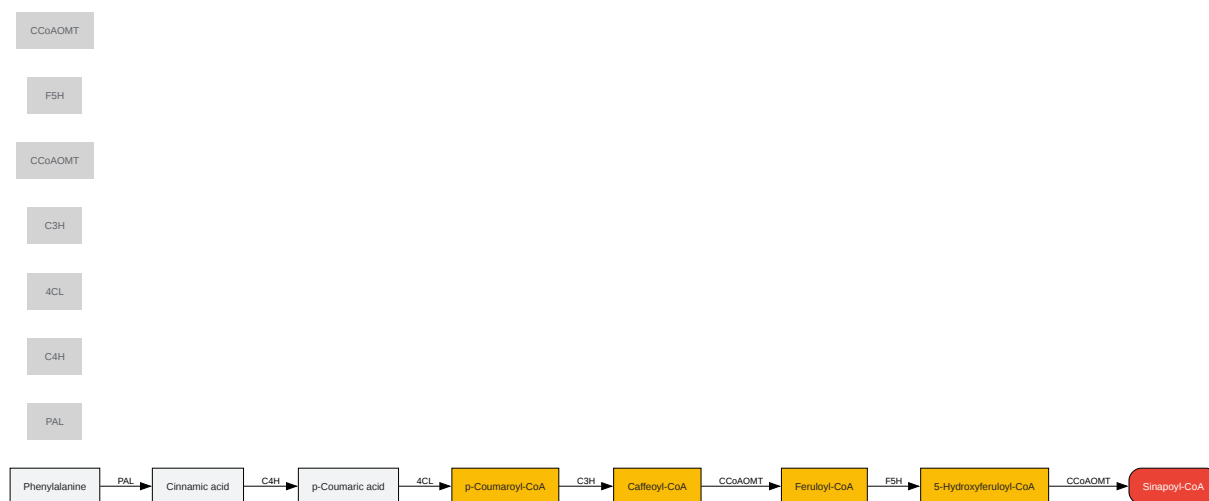 CCoAOMT
F5H
CCoAOMT
C3H
4CL
C4H
PAL
Phenylalanine PAL Cinnamic acid C4H p-Coumaric acid 4CL p-Coumaroyl-CoA C3H Caffeoyl-CoA CCoAOMT Feruloyl-CoA F5H 5-Hydroxyferuloyl-CoA CCoAOMT Sinapoyl-CoA